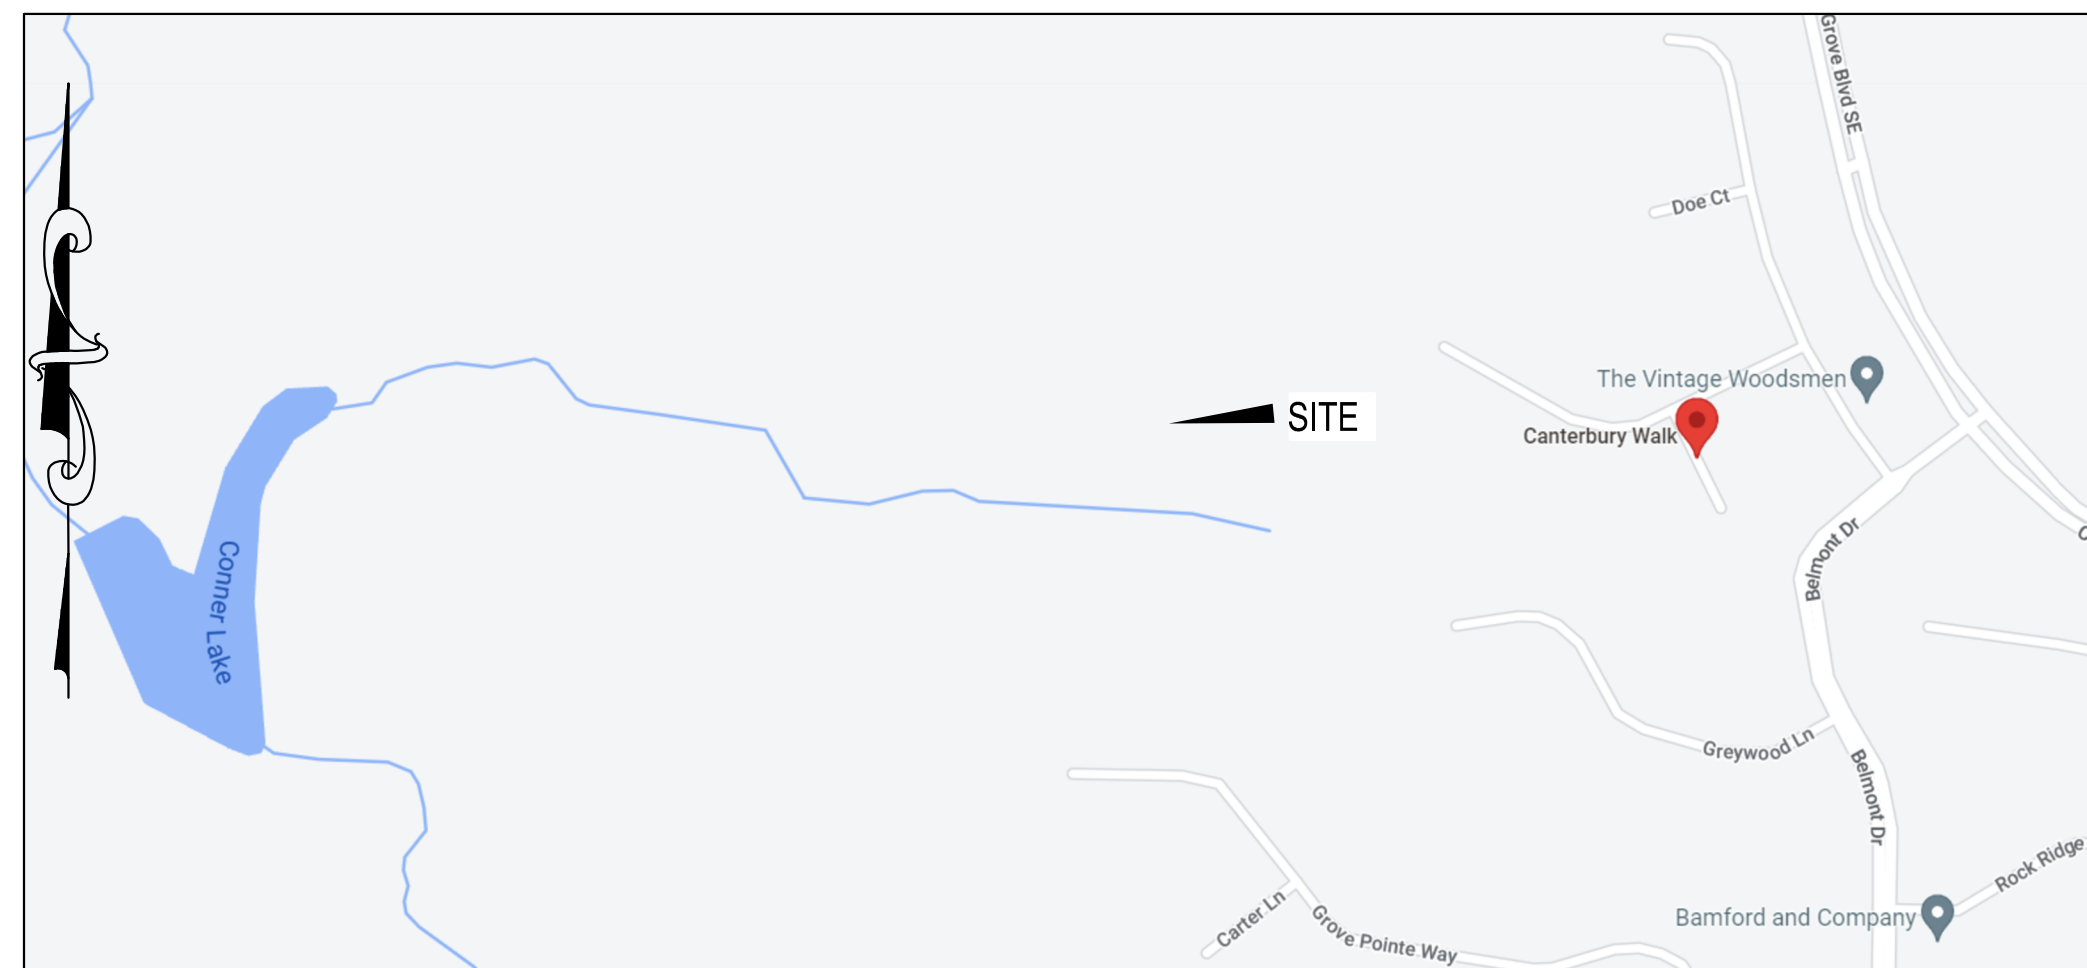 Grove Blvd SE
Doe Ct
The Vintage Woodsmen
SITE
Canterbury Walk
Belmont Dr
Conner Lake
Greywood Ln
Belmont Dr
Rock Ridge
Carter Ln
Grove Pointe Way
Bamford and Company